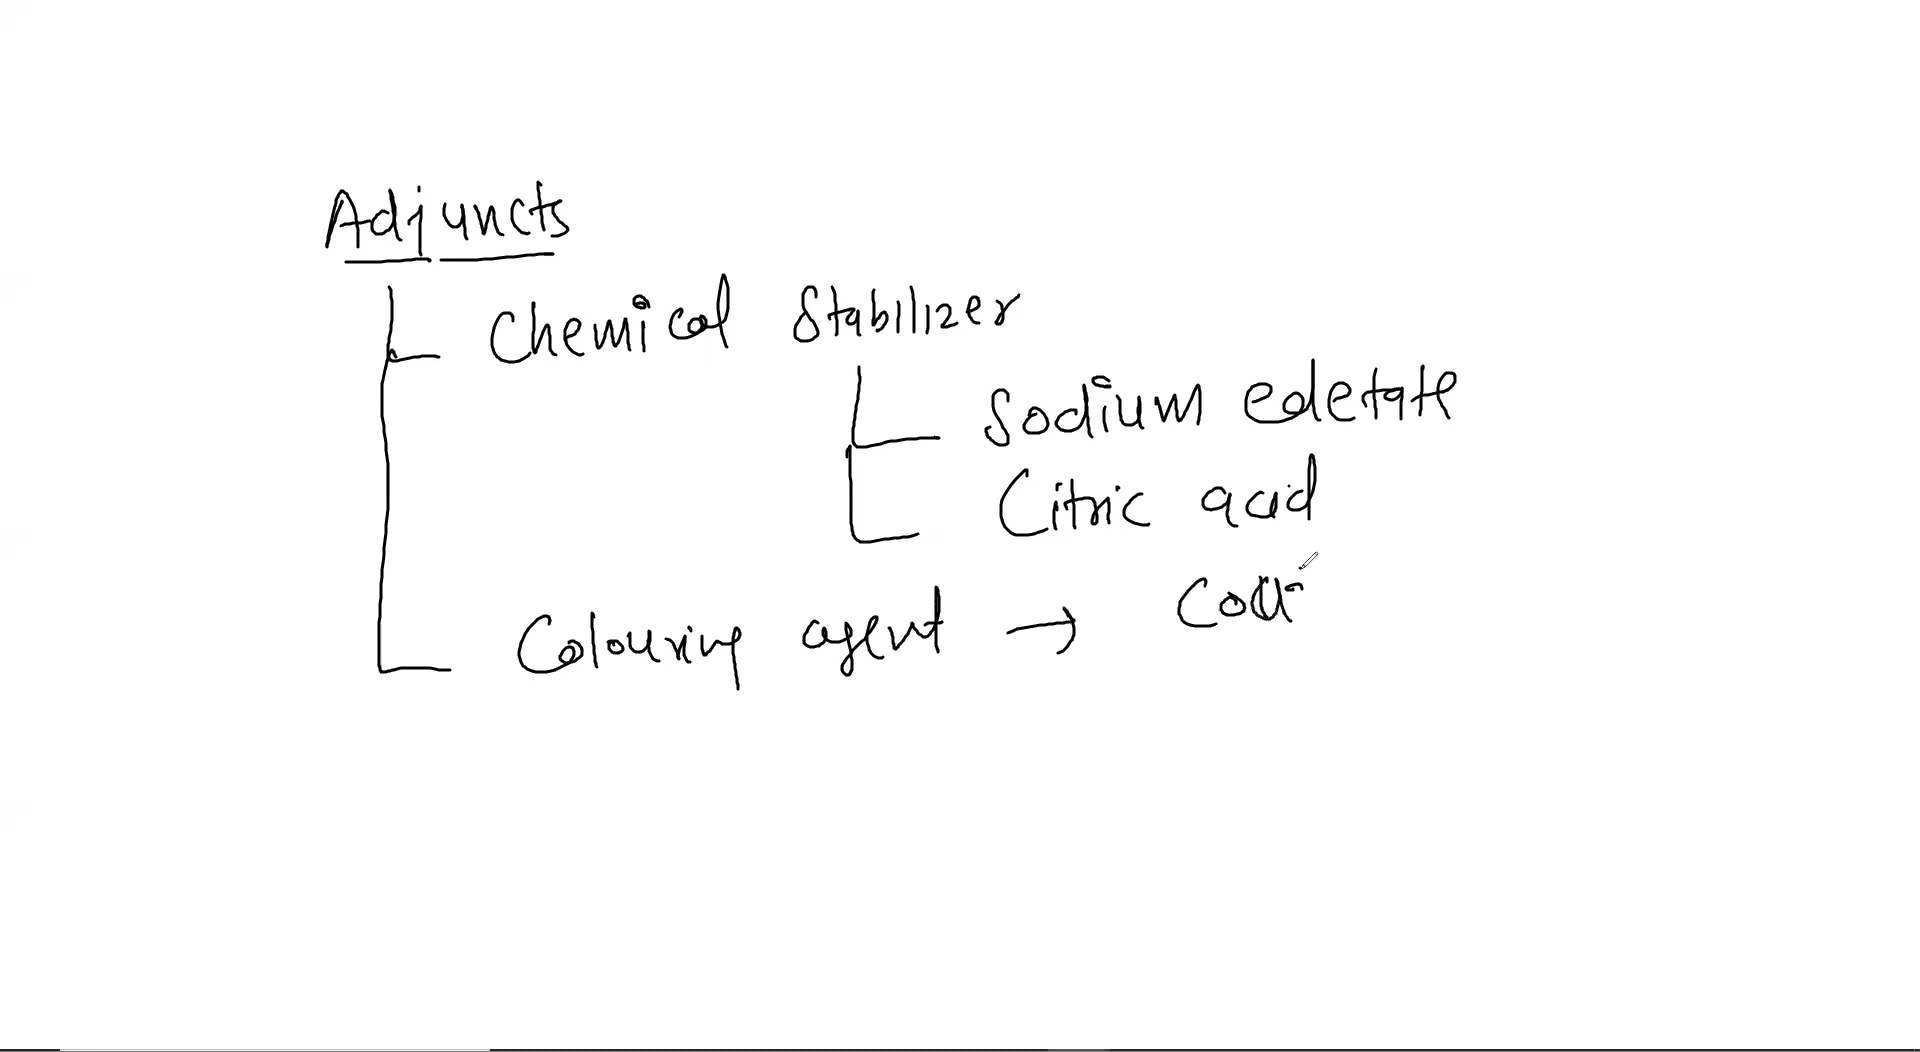 Adjuncts
Chemical Stabilizer
Sodium edetate
Citric acid
Colouring agent →